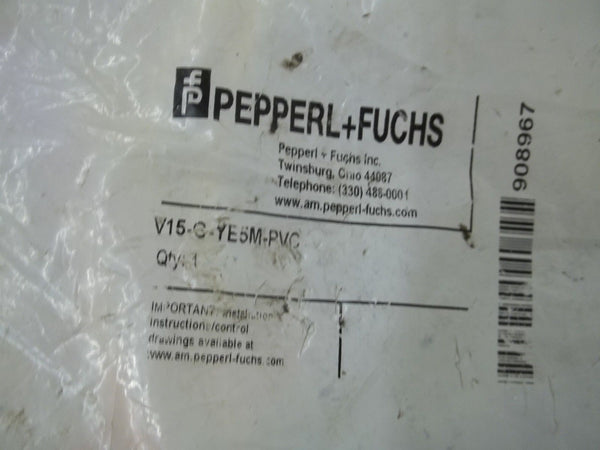 PEPPERL+FUCHS
Pepperl + Fuchs Inc.
Twinsburg, Ohio 44087
Telephone: (330) 486-0001
www.am.pepperl-fuchs.com
V15-G-YE5M-PVC
Qty: 1
IMPORTANT: Installation
instructions/control
drawings available at
www.am.pepperl-fuchs.com
908967